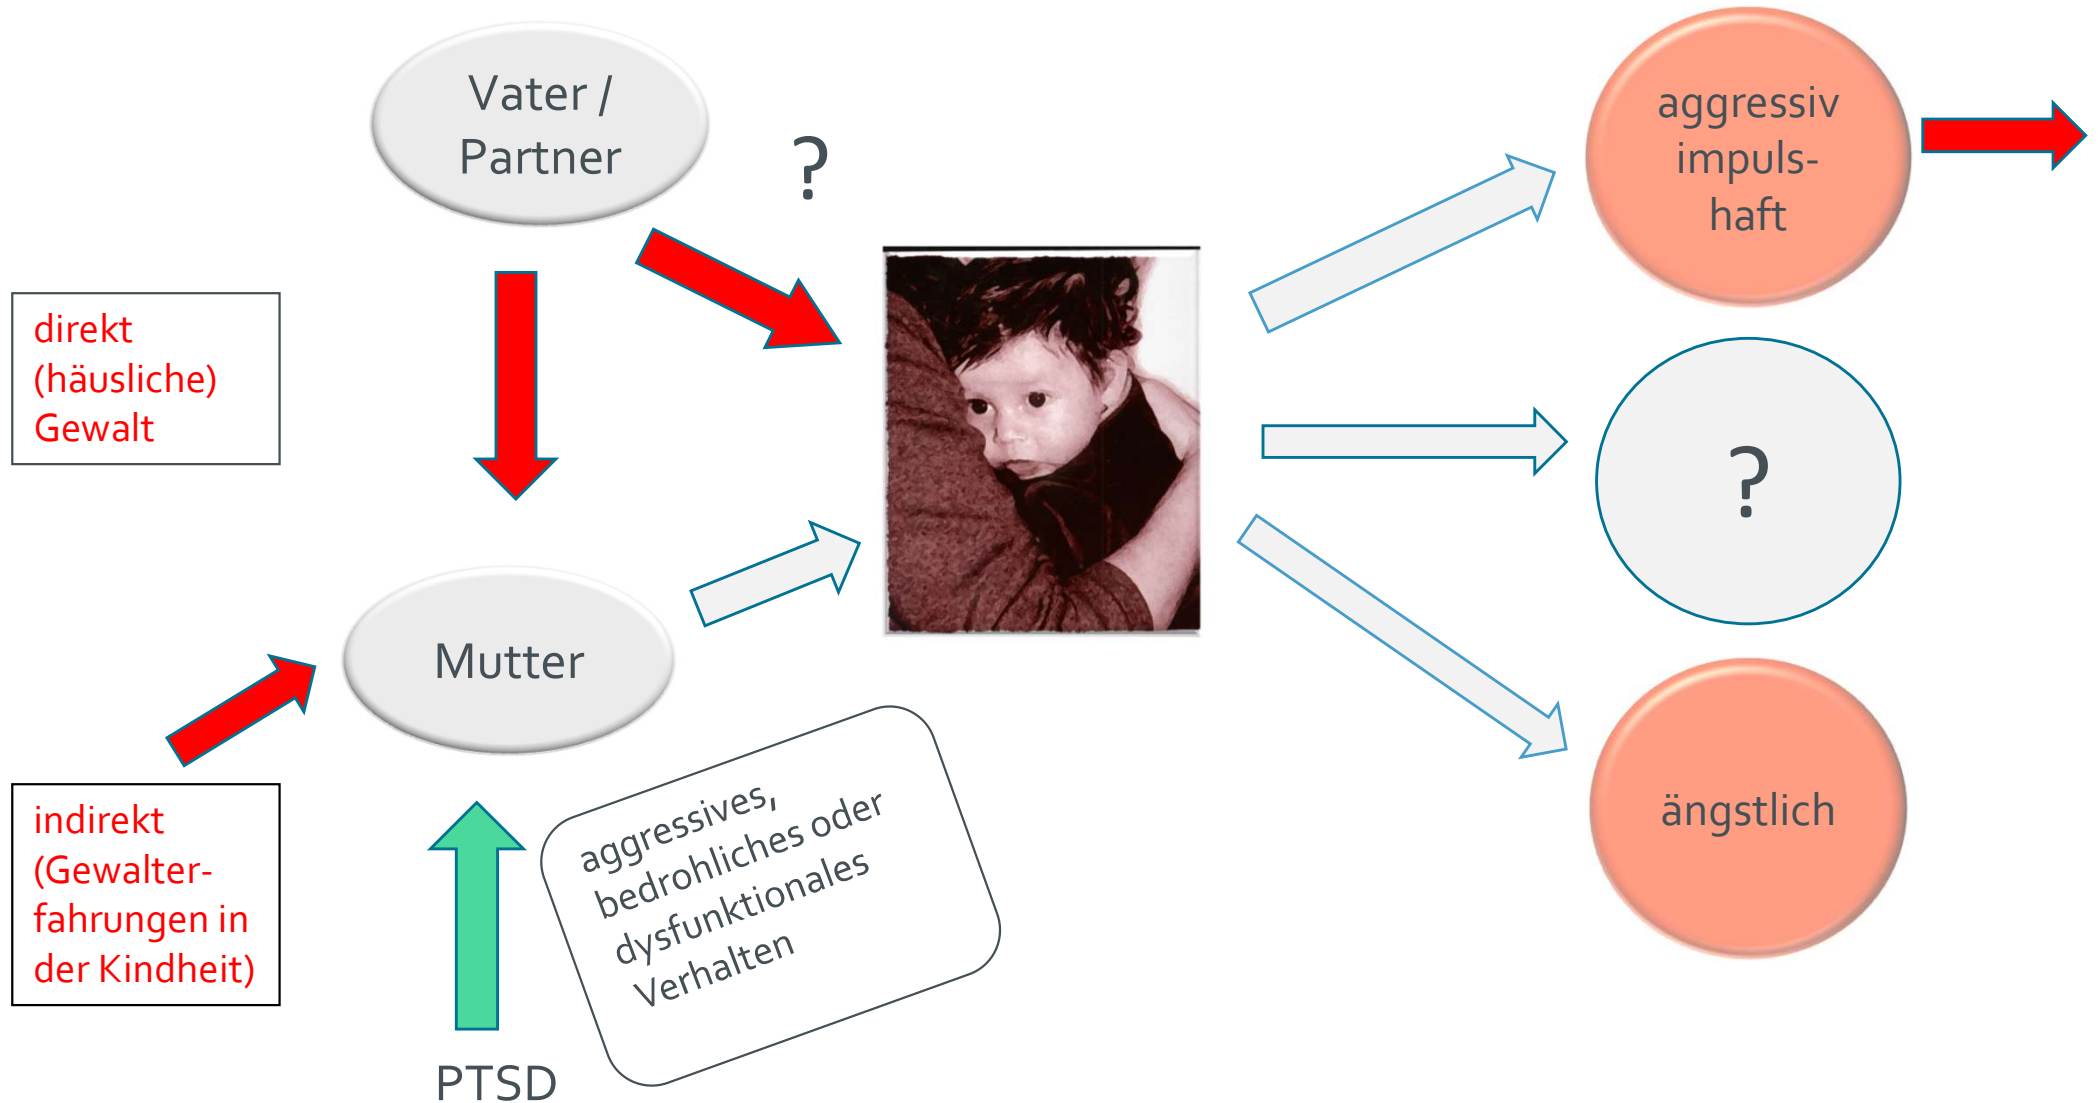 Vater /
Partner
?
aggressiv
impuls-
haft
direkt
(häusliche)
Gewalt
?
Mutter
indirekt
(Gewalter-
fahrungen in
der Kindheit)
aggressives,
bedrohliches oder
dysfunktionales
Verhalten
ängstlich
PTSD